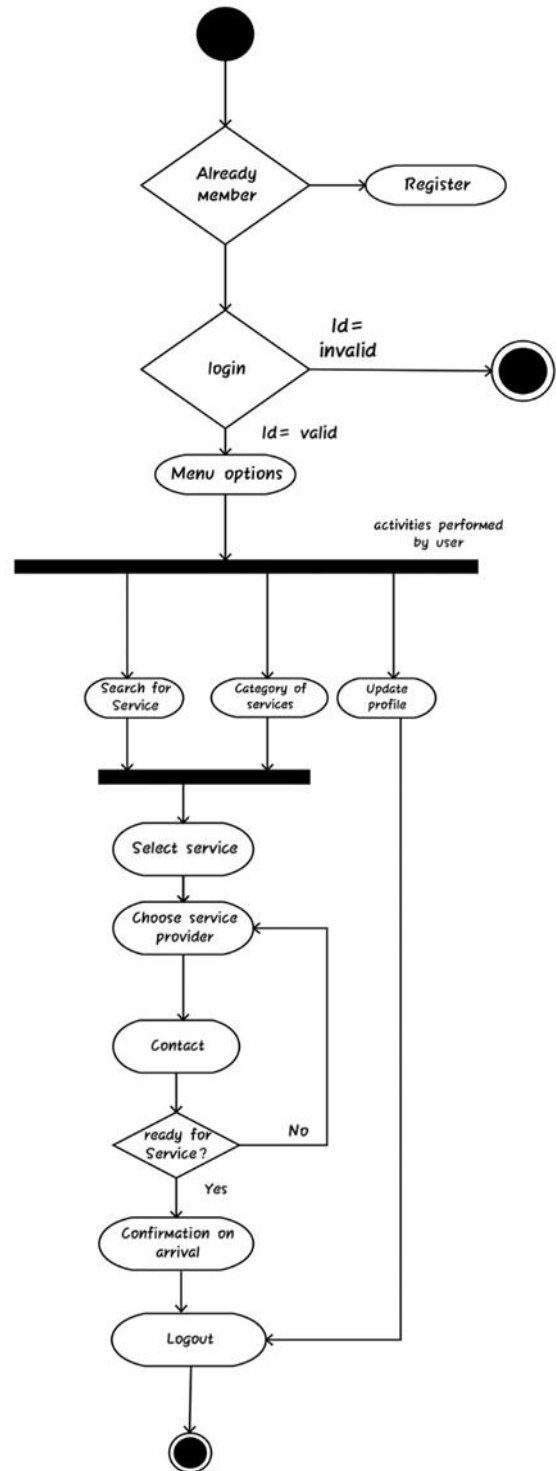 Already
member
Register
Id=
invalid
login
Id= valid
Menu options
activities performed
by user
Search for
Service
Category of
services
Update
profile
Select service
Choose service
provider
Contact
ready for
Service?
No
Yes
Confirmation on
arrival
Logout